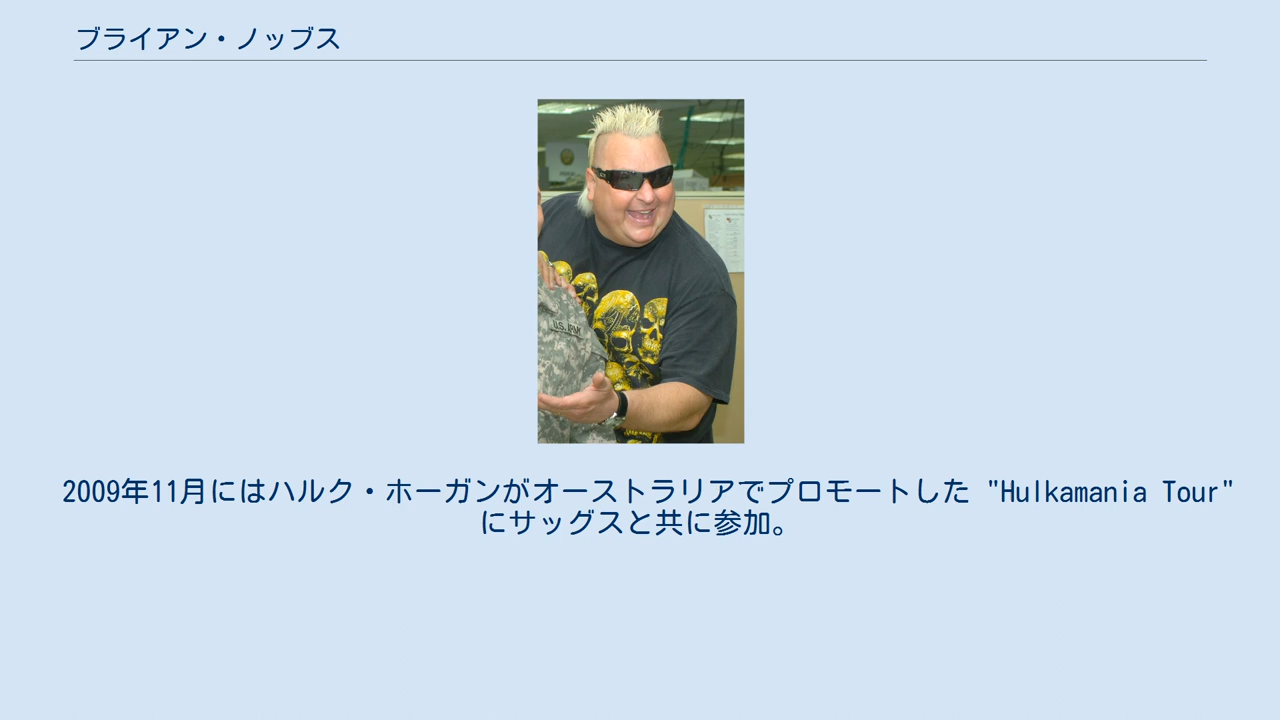 ブライアン・ノッブス
U.S. ARMY
2009年11月にはハルク・ホーガンがオーストラリアでプロモートした "Hulkamania Tour"
にサッグスと共に参加。